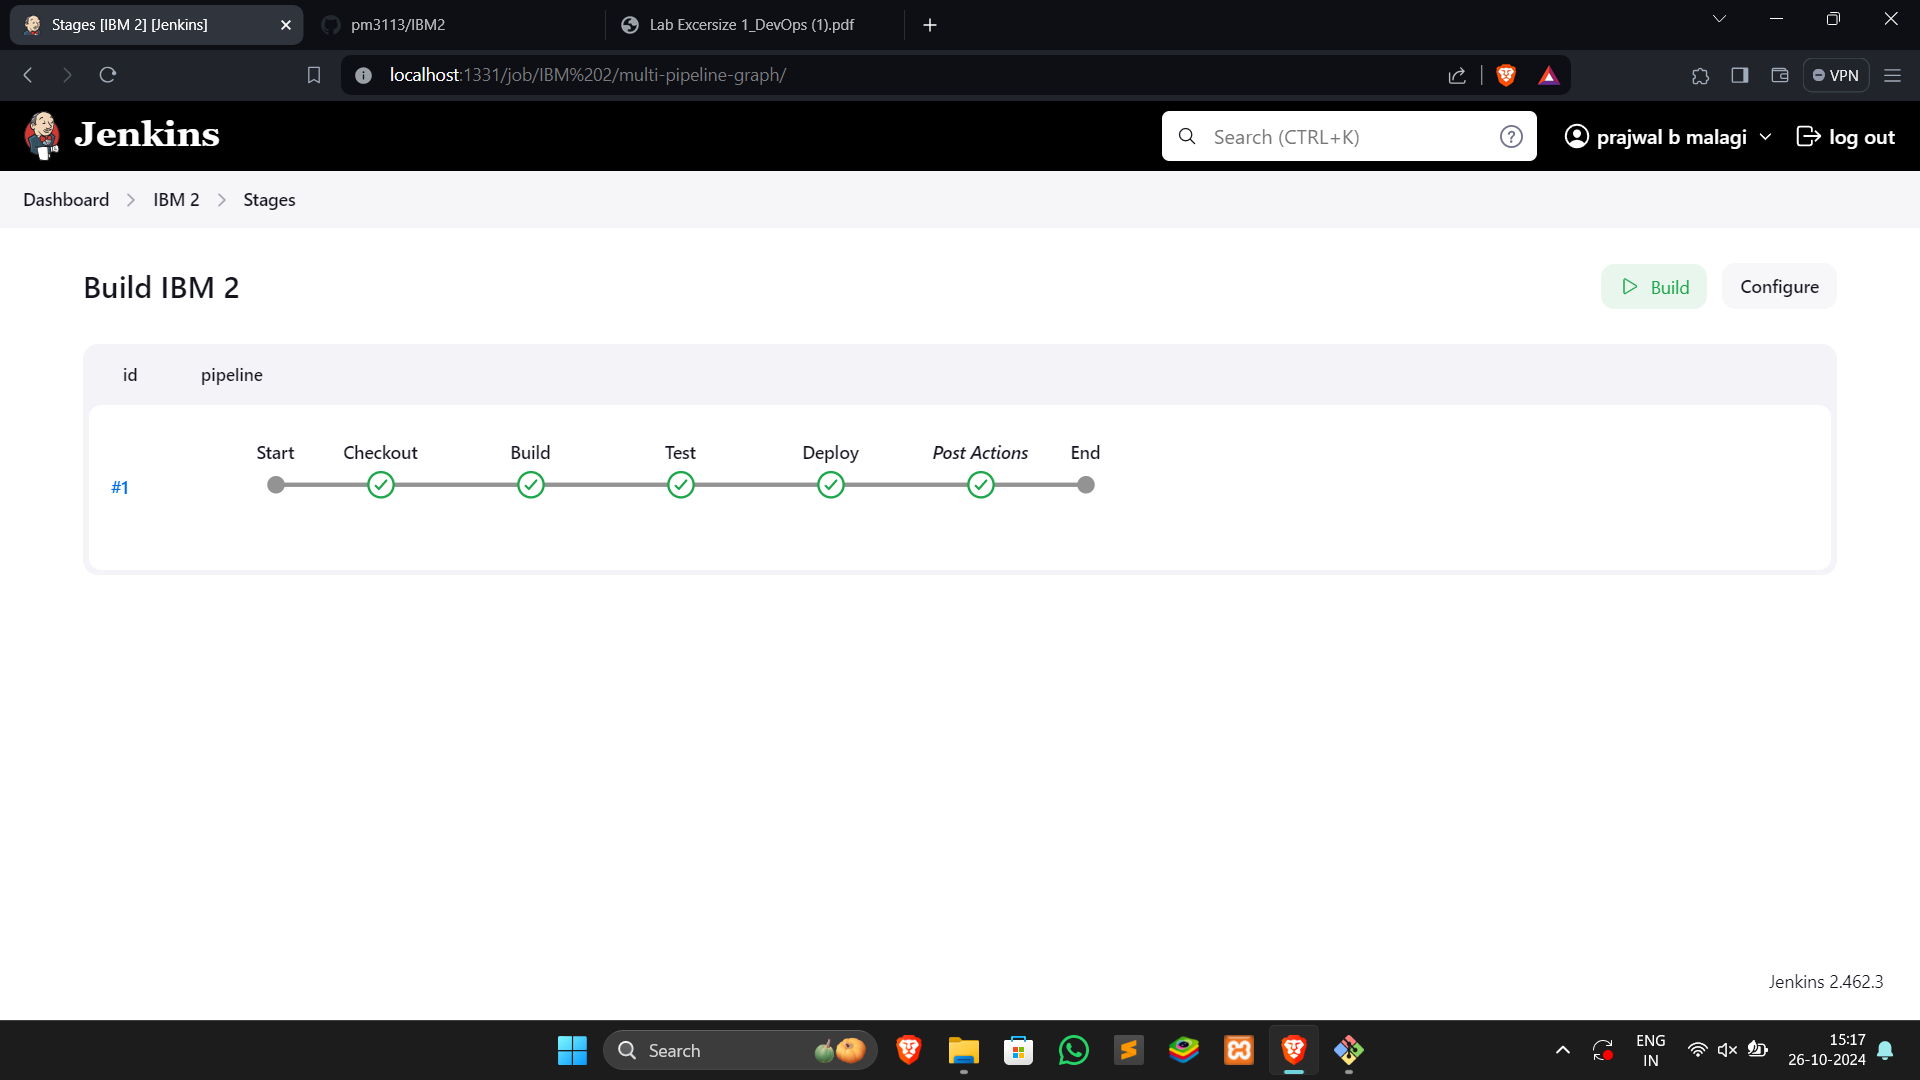 Stages [IBM 2] [Jenkins]
pm3113/IBM2
Lab Excersize 1_DevOps (1).pdf
localhost:1331/job/IBM%202/multi-pipeline-graph/
VPN
Jenkins
Search (CTRL+K)
prajwal b malagi
log out
Dashboard
IBM 2
Stages
Build IBM 2
Build
Configure
id
pipeline
Start
Checkout
Build
Test
Deploy
Post Actions
End
#1
Jenkins 2.462.3
Search
ENG
IN
15:17
26-10-2024